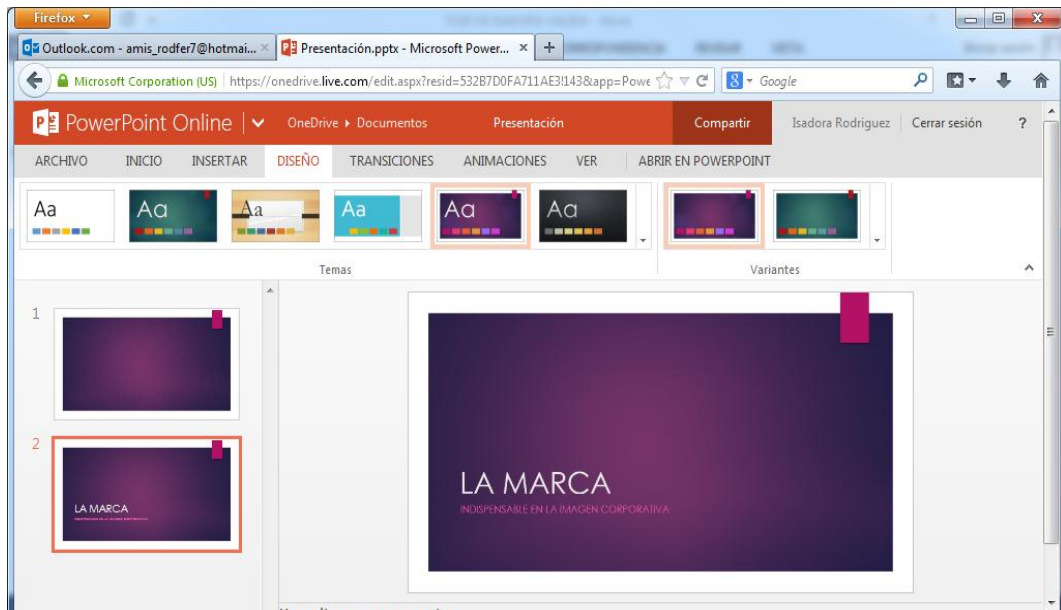 Firefox
Outlook.com - amis_rodfer7@hotmai...
Presentación.pptx - Microsoft Power...
Microsoft Corporation (US)
https://onedrive.live.com/edit.aspx?resid=532B7D0FA711AE3!143&app=Powe
Google
PowerPoint Online
OneDrive ▸ Documentos
Presentación
Compartir
Isadora Rodriguez
Cerrar sesión
?
ARCHIVO INICIO INSERTAR DISEÑO TRANSICIONES ANIMACIONES VER ABRIR EN POWERPOINT
Aa Aa Aa Aa Aa Aa
Temas
Variantes
1
2
LA MARCA
LA MARCA
INDISPENSABLE EN LA IMAGEN CORPORATIVA